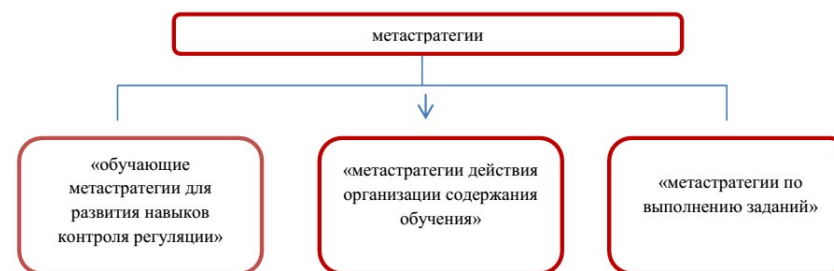 метастратегии
«обучающие
метастратегии для
развития навыков
контроля регуляции»
«метастратегии действия
организации содержания
обучения»
«метастратегии по
выполнению заданий»